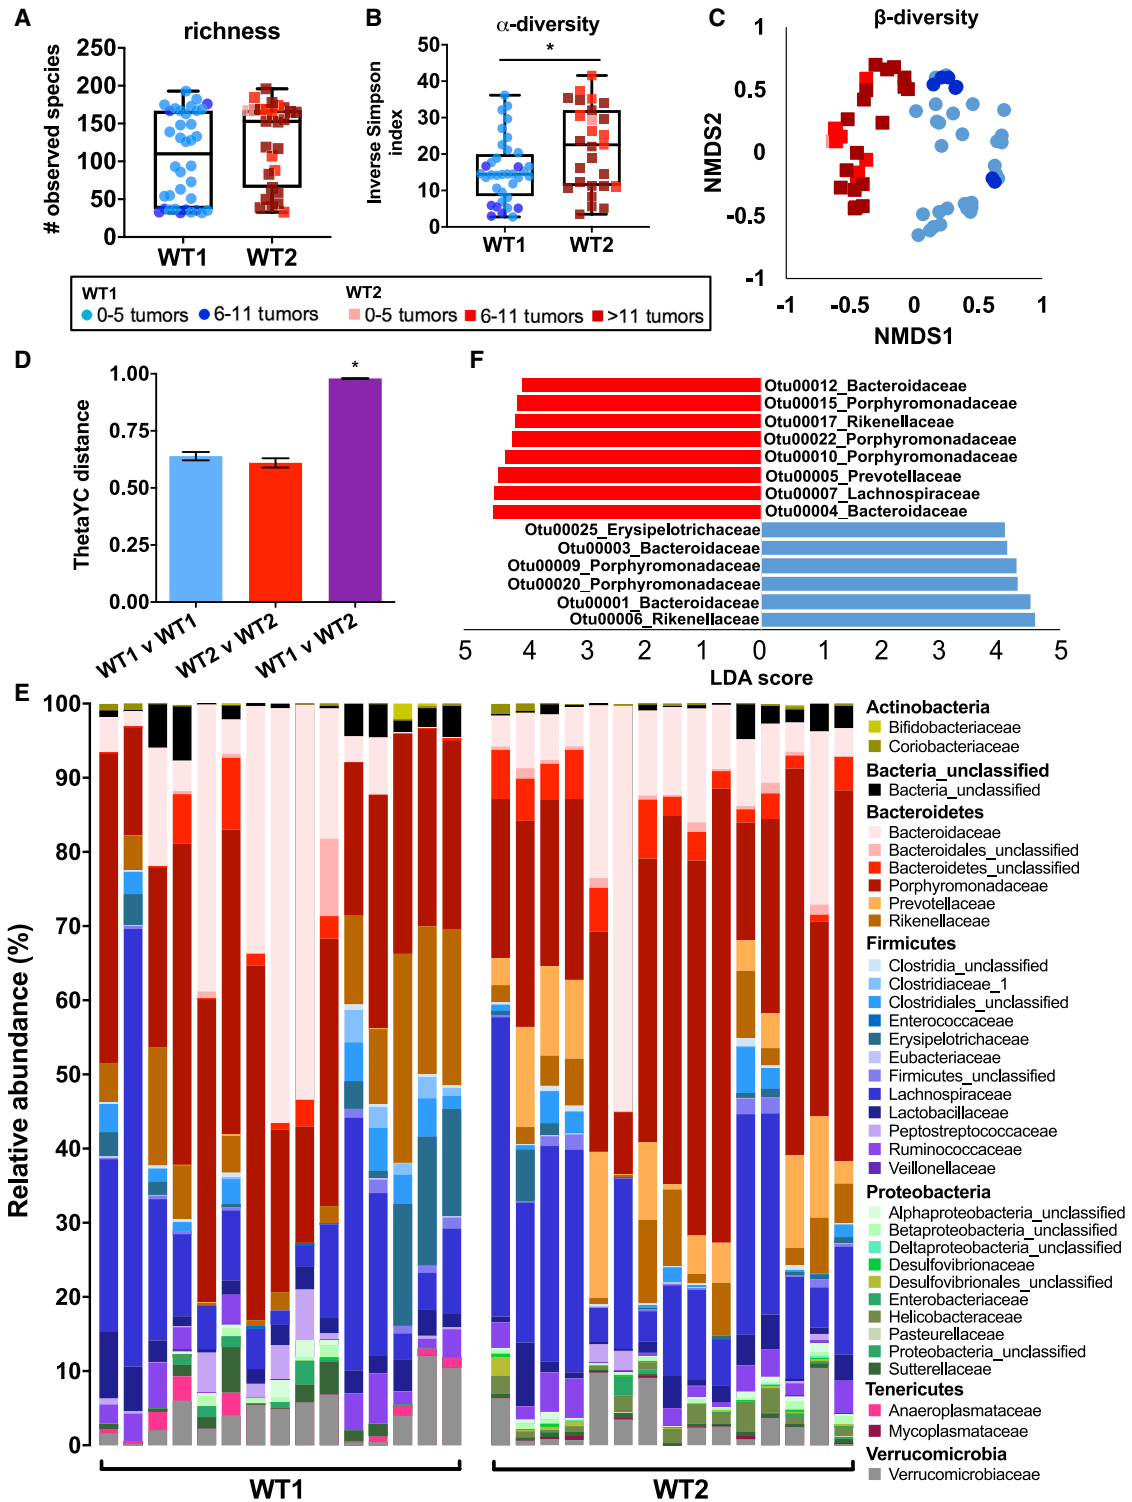 A
richness
# observed species
250
200
150
100
50
0
WT1
WT2
B
α-diversity
*
Inverse Simpson
index
50
40
30
20
10
0
WT1
WT2
C
β-diversity
NMDS2
1
0.5
0
-0.5
-1
-1
-0.5
0
0.5
1
NMDS1
WT1
0-5 tumors
6-11 tumors
WT2
0-5 tumors
6-11 tumors
>11 tumors
D
ThetaYC distance
1.00
0.75
0.50
0.25
0.00
*
WT1 v WT1
WT2 v WT2
WT1 v WT2
F
Otu00012_Bacteroidaceae
Otu00015_Porphyromonadaceae
Otu00017_Rikenellaceae
Otu00022_Porphyromonadaceae
Otu00010_Porphyromonadaceae
Otu00005_Prevotellaceae
Otu00007_Lachnospiraceae
Otu00004_Bacteroidaceae
Otu00025_Erysipelotrichaceae
Otu00003_Bacteroidaceae
Otu00009_Porphyromonadaceae
Otu00020_Porphyromonadaceae
Otu00001_Bacteroidaceae
Otu00006_Rikenellaceae
5 4 3 2 1 0 1 2 3 4 5
LDA score
E
Relative abundance (%)
100
90
80
70
60
50
40
30
20
10
0
WT1
WT2
Actinobacteria
Bifidobacteriaceae
Coriobacteriaceae
Bacteria_unclassified
Bacteria_unclassified
Bacteroidetes
Bacteroidaceae
Bacteroidales_unclassified
Bacteroidetes_unclassified
Porphyromonadaceae
Prevotellaceae
Rikenellaceae
Firmicutes
Clostridia_unclassified
Clostridiaceae_1
Clostridiales_unclassified
Enterococcaceae
Erysipelotrichaceae
Eubacteriaceae
Firmicutes_unclassified
Lachnospiraceae
Lactobacillaceae
Peptostreptococcaceae
Ruminococcaceae
Veillonellaceae
Proteobacteria
Alphaproteobacteria_unclassified
Betaproteobacteria_unclassified
Deltaproteobacteria_unclassified
Desulfovibrionaceae
Desulfovibrionales_unclassified
Enterobacteriaceae
Helicobacteraceae
Pasteurellaceae
Proteobacteria_unclassified
Sutterellaceae
Tenericutes
Anaeroplasmataceae
Mycoplasmataceae
Verrucomicrobia
Verrucomicrobiaceae